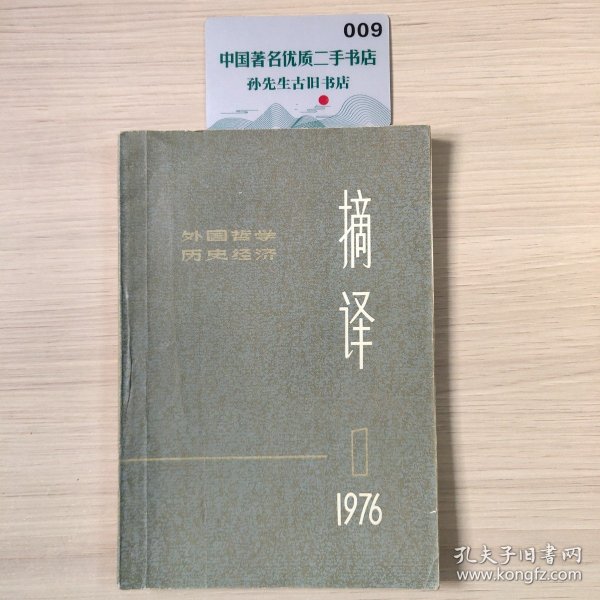 009
中国著名优质二手书店
孙先生古旧书店
外国哲学
历史经济
摘译
1
1976
孔夫子旧书网
www.kongfz.com